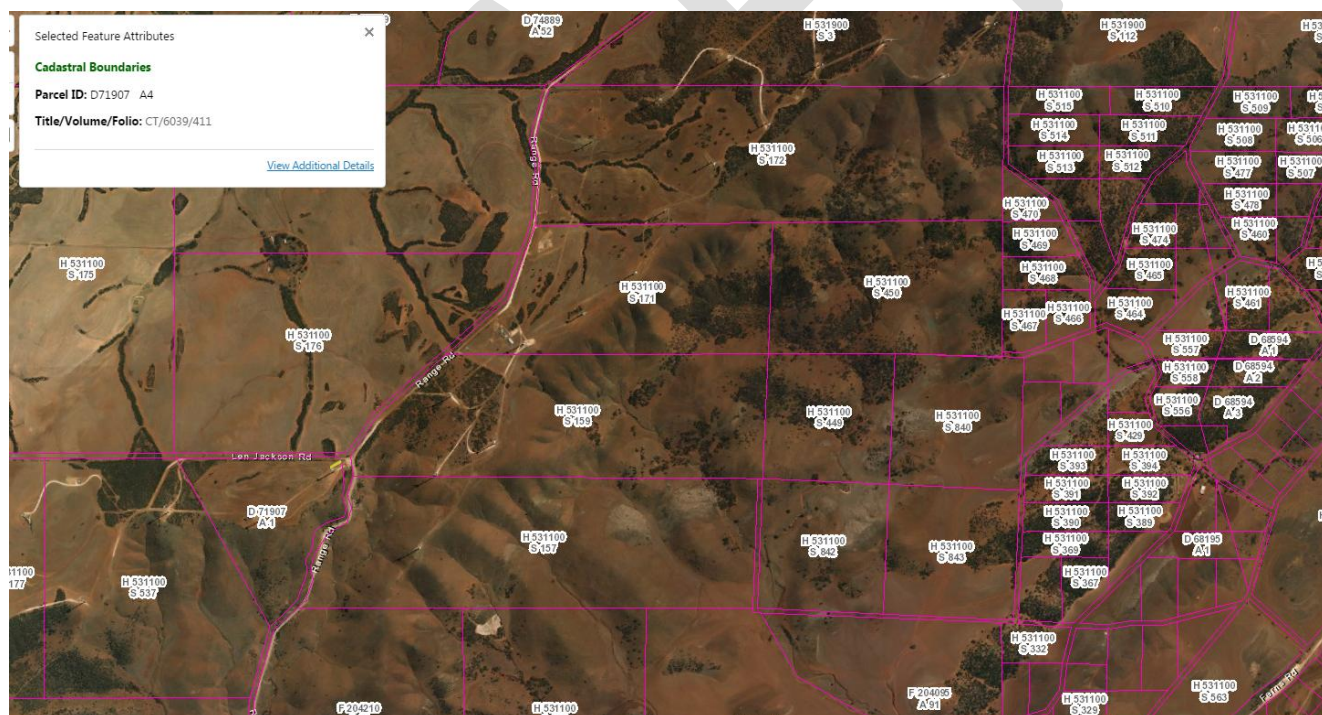 Selected Feature Attributes
×
Cadastral Boundaries
Parcel ID: D71907 A4
Title/Volume/Folio: CT/6039/411
View Additional Details
D 74889
A 52
H 531900
S 3
H 531900
S 112
H 531100
S 515
H 531100
S 510
H 531100
S 509
H 531100
S 514
H 531100
S 511
H 531100
S 508
S 506
H 531100
S 513
H 531100
S 512
H 531100
S 477
H 531100
S 507
H 531100
S 172
Range Rd
H 531100
S 478
H 531100
S 470
H 531100
S 469
H 531100
S 474
H 531100
S 460
H 531100
S 175
H 531100
S 468
H 531100
S 465
H 531100
S 171
H 531100
S 450
H 531100
S 461
H 531100
S 467
H 531100
S 466
H 531100
S 464
H 531100
S 176
H 531100
S 557
D 68594
A 1
Range Rd
H 531100
S 558
D 68594
A 2
H 531100
S 556
D 68594
A 3
H 531100
S 159
H 531100
S 449
H 531100
S 840
H 531100
S 429
Len Jackson Rd
H 531100
S 393
H 531100
S 394
H 531100
S 391
H 531100
S 392
D 71907
A 1
H 531100
S 390
H 531100
S 389
Range Rd
H 531100
S 157
H 531100
S 842
H 531100
S 843
H 531100
S 369
D 68195
A 1
177
H 531100
S 537
H 531100
S 367
H 531100
S 332
F 204210
H 531100
F 204095
A 91
H 531100
S 329
H 531100
S 563
Ferns Rd